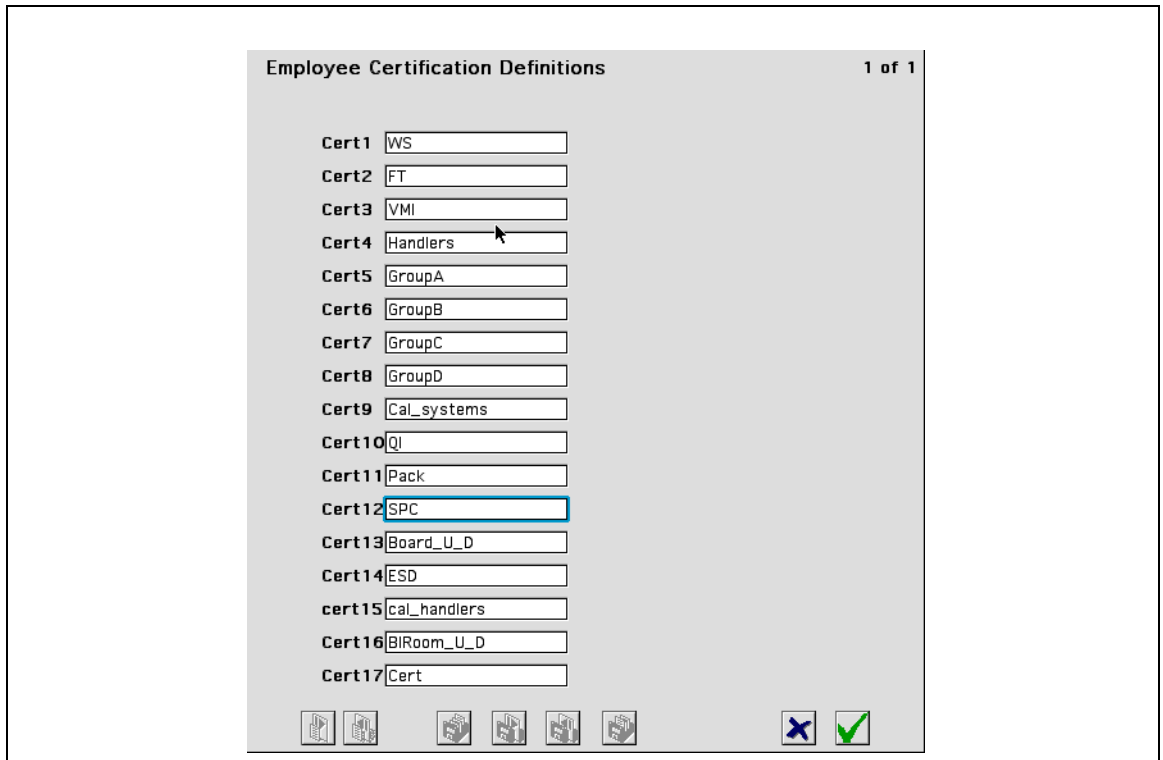 Employee Certification Definitions 1 of 1
Cert1 WS
Cert2 FT
Cert3 VMI
Cert4 Handlers
Cert5 GroupA
Cert6 GroupB
Cert7 GroupC
Cert8 GroupD
Cert9 Cal_systems
Cert10 QI
Cert11 Pack
Cert12 SPC
Cert13 Board_U_D
Cert14 ESD
cert15 cal_handlers
Cert16 BIRoom_U_D
Cert17 Cert